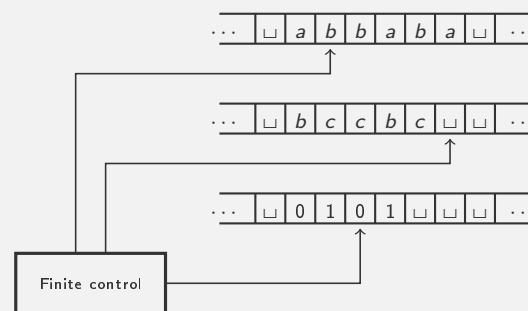 ··· ⊔ a b b a b a ⊔ ··
··· ⊔ b c c b c ⊔ ⊔ ··
··· ⊔ 0 1 0 1 ⊔ ⊔ ⊔ ··
Finite control